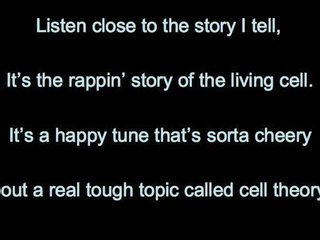 Listen close to the story I tell,
It’s the rappin’ story of the living cell.
It’s a happy tune that’s sorta cheery
out a real tough topic called cell theory